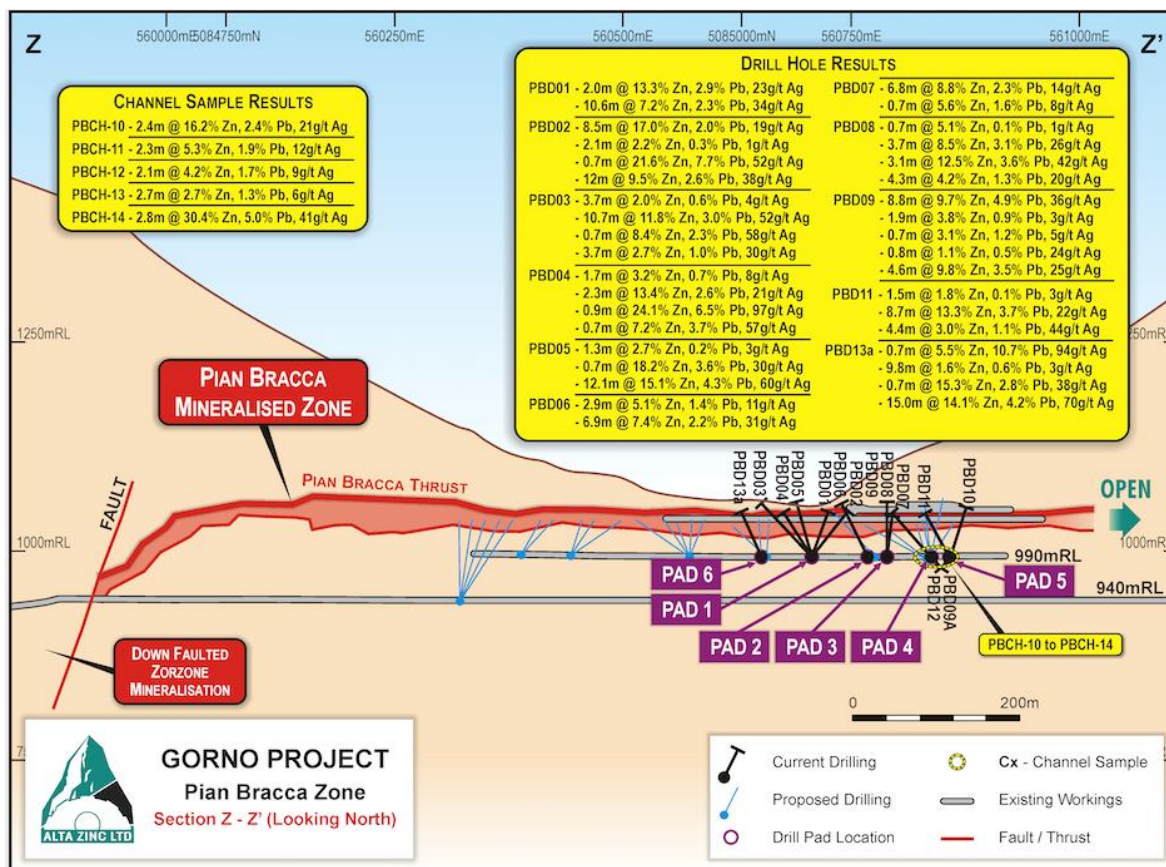 Z
560000mE
5084750mN
560250mE
560500mE
5085000mN
560750mE
561000mE
Z'
CHANNEL SAMPLE RESULTS
PBCH-10 - 2.4m @ 16.2% Zn, 2.4% Pb, 21g/t Ag
PBCH-11 - 2.3m @ 5.3% Zn, 1.9% Pb, 12g/t Ag
PBCH-12 - 2.1m @ 4.2% Zn, 1.7% Pb, 9g/t Ag
PBCH-13 - 2.7m @ 2.7% Zn, 1.3% Pb, 6g/t Ag
PBCH-14 - 2.8m @ 30.4% Zn, 5.0% Pb, 41g/t Ag
DRILL HOLE RESULTS
PBD01 - 2.0m @ 13.3% Zn, 2.9% Pb, 23g/t Ag
- 10.6m @ 7.2% Zn, 2.3% Pb, 34g/t Ag
PBD02 - 8.5m @ 17.0% Zn, 2.0% Pb, 19g/t Ag
- 2.1m @ 2.2% Zn, 0.3% Pb, 1g/t Ag
- 0.7m @ 21.6% Zn, 7.7% Pb, 52g/t Ag
- 12m @ 9.5% Zn, 2.6% Pb, 38g/t Ag
PBD03 - 3.7m @ 2.0% Zn, 0.6% Pb, 4g/t Ag
- 10.7m @ 11.8% Zn, 3.0% Pb, 52g/t Ag
- 0.7m @ 8.4% Zn, 2.3% Pb, 58g/t Ag
- 3.7m @ 2.7% Zn, 1.0% Pb, 30g/t Ag
PBD04 - 1.7m @ 3.2% Zn, 0.7% Pb, 8g/t Ag
- 2.3m @ 13.4% Zn, 2.6% Pb, 21g/t Ag
- 0.9m @ 24.1% Zn, 6.5% Pb, 97g/t Ag
- 0.7m @ 7.2% Zn, 3.7% Pb, 57g/t Ag
PBD05 - 1.3m @ 2.7% Zn, 0.2% Pb, 3g/t Ag
- 0.7m @ 18.2% Zn, 3.6% Pb, 30g/t Ag
- 12.1m @ 15.1% Zn, 4.3% Pb, 60g/t Ag
PBD06 - 2.9m @ 5.1% Zn, 1.4% Pb, 11g/t Ag
- 6.9m @ 7.4% Zn, 2.2% Pb, 31g/t Ag
PBD07 - 6.8m @ 8.8% Zn, 2.3% Pb, 14g/t Ag
- 0.7m @ 5.6% Zn, 1.6% Pb, 8g/t Ag
PBD08 - 0.7m @ 5.1% Zn, 0.1% Pb, 1g/t Ag
- 3.7m @ 8.5% Zn, 3.1% Pb, 26g/t Ag
- 3.1m @ 12.5% Zn, 3.6% Pb, 42g/t Ag
- 4.3m @ 4.2% Zn, 1.3% Pb, 20g/t Ag
PBD09 - 8.8m @ 9.7% Zn, 4.9% Pb, 36g/t Ag
- 1.9m @ 3.8% Zn, 0.9% Pb, 3g/t Ag
- 0.7m @ 3.1% Zn, 1.2% Pb, 5g/t Ag
- 0.8m @ 1.1% Zn, 0.5% Pb, 24g/t Ag
- 4.6m @ 9.8% Zn, 3.5% Pb, 25g/t Ag
PBD11 - 1.5m @ 1.8% Zn, 0.1% Pb, 3g/t Ag
- 8.7m @ 13.3% Zn, 3.7% Pb, 22g/t Ag
- 4.4m @ 3.0% Zn, 1.1% Pb, 44g/t Ag
PBD13a - 0.7m @ 5.5% Zn, 10.7% Pb, 94g/t Ag
- 9.8m @ 1.6% Zn, 0.6% Pb, 3g/t Ag
- 0.7m @ 15.3% Zn, 2.8% Pb, 38g/t Ag
- 15.0m @ 14.1% Zn, 4.2% Pb, 70g/t Ag
1250mRL
PIAN BRACCA
MINERALISED ZONE
PIAN BRACCA THRUST
FAULT
PBD13a
PBD03
PBD04
PBD05
PBD01
PBD06
PBD02
PBD09
PBD08
PBD07
PBD11
PBD10
OPEN
1000mRL
1000mRL
990mRL
940mRL
PAD 6
PAD 1
PAD 2
PAD 3
PAD 4
PAD 5
PBD12
PBD09A
PBCH-10 to PBCH-14
DOWN FAULTED
ZORZONE
MINERALISATION
0
200m
GORNO PROJECT
Pian Bracca Zone
Section Z - Z' (Looking North)
ALTA ZINC LTD
Current Drilling
Proposed Drilling
Drill Pad Location
Cx - Channel Sample
Existing Workings
Fault / Thrust